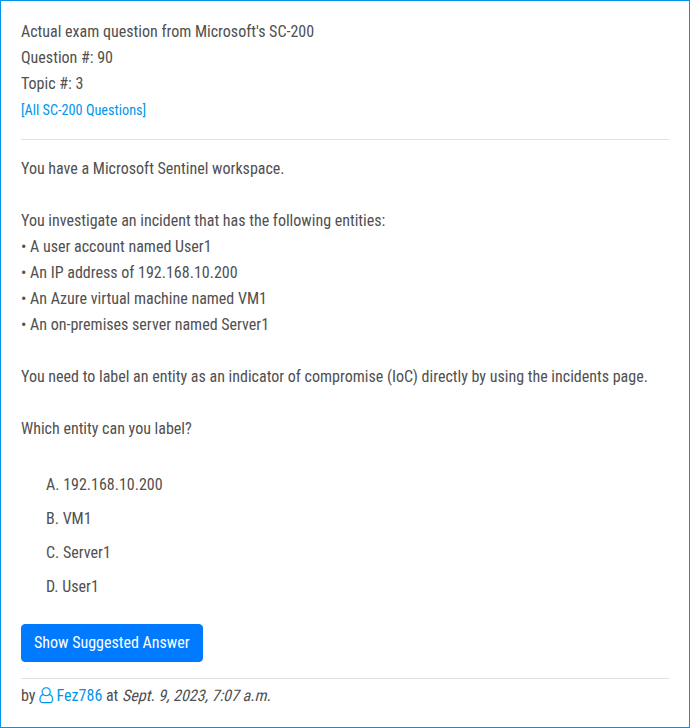 Actual exam question from Microsoft's SC-200
Question #: 90
Topic #: 3
[All SC-200 Questions]
You have a Microsoft Sentinel workspace.
You investigate an incident that has the following entities:
• A user account named User1
• An IP address of 192.168.10.200
• An Azure virtual machine named VM1
• An on-premises server named Server1
You need to label an entity as an indicator of compromise (IoC) directly by using the incidents page.
Which entity can you label?
A. 192.168.10.200
B. VM1
C. Server1
D. User1
Show Suggested Answer
by Fez786 at Sept. 9, 2023, 7:07 a.m.